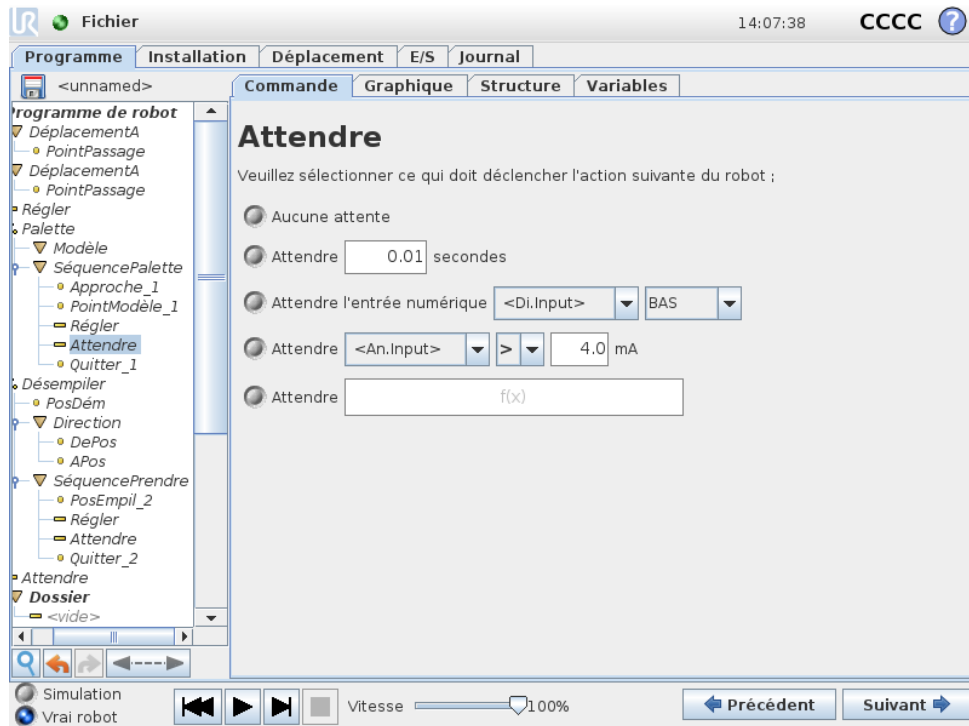 UR Fichier 14:07:38 CCCC ?
Programme Installation Déplacement E/S Journal
<unnamed>
Commande Graphique Structure Variables
Programme de robot
DéplacementA
PointPassage
DéplacementA
PointPassage
Régler
Palette
Modèle
SéquencePalette
Approche_1
PointModèle_1
Régler
Attendre
Quitter_1
Désempiler
PosDém
Direction
DePos
APos
SéquencePrendre
PosEmpil_2
Régler
Attendre
Quitter_2
Attendre
Dossier
<vide>
Attendre
Veuillez sélectionner ce qui doit déclencher l'action suivante du robot ;
Aucune attente
Attendre 0.01 secondes
Attendre l'entrée numérique <Di.Input> BAS
Attendre <An.Input> > 4.0 mA
Attendre f(x)
Simulation
Vrai robot
Vitesse 100%
Précédent Suivant